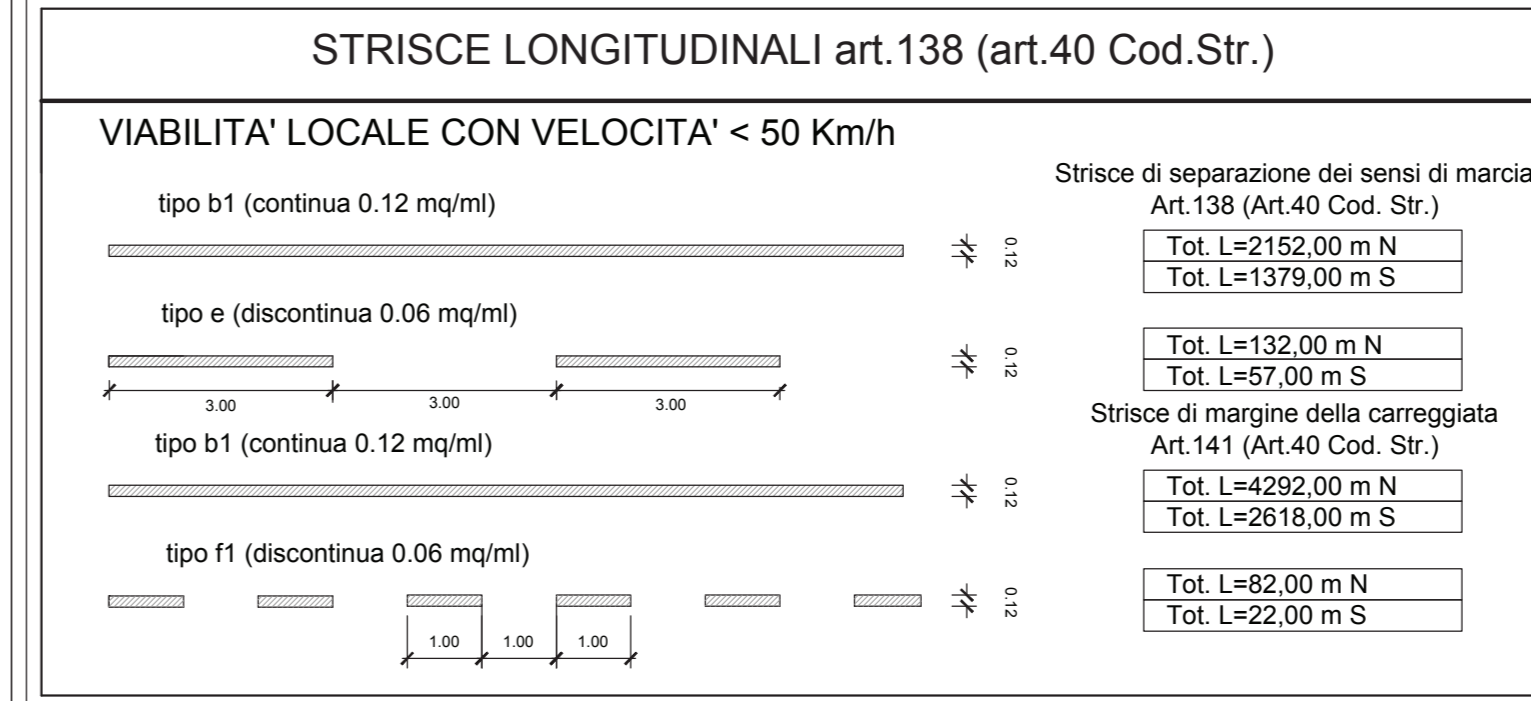 STRISCE LONGITUDINALI art.138 (art.40 Cod.Str.)
VIABILITA' LOCALE CON VELOCITA' < 50 Km/h
Strisce di separazione dei sensi di marcia
Art.138 (Art.40 Cod. Str.)
tipo b1 (continua 0.12 mq/ml)
0.12
Tot. L=2152,00 m N
Tot. L=1379,00 m S
tipo e (discontinua 0.06 mq/ml)
0.12
3.00 3.00 3.00
Tot. L=132,00 m N
Tot. L=57,00 m S
Strisce di margine della carreggiata
Art.141 (Art.40 Cod. Str.)
tipo b1 (continua 0.12 mq/ml)
0.12
Tot. L=4292,00 m N
Tot. L=2618,00 m S
tipo f1 (discontinua 0.06 mq/ml)
0.12
1.00 1.00 1.00
Tot. L=82,00 m N
Tot. L=22,00 m S